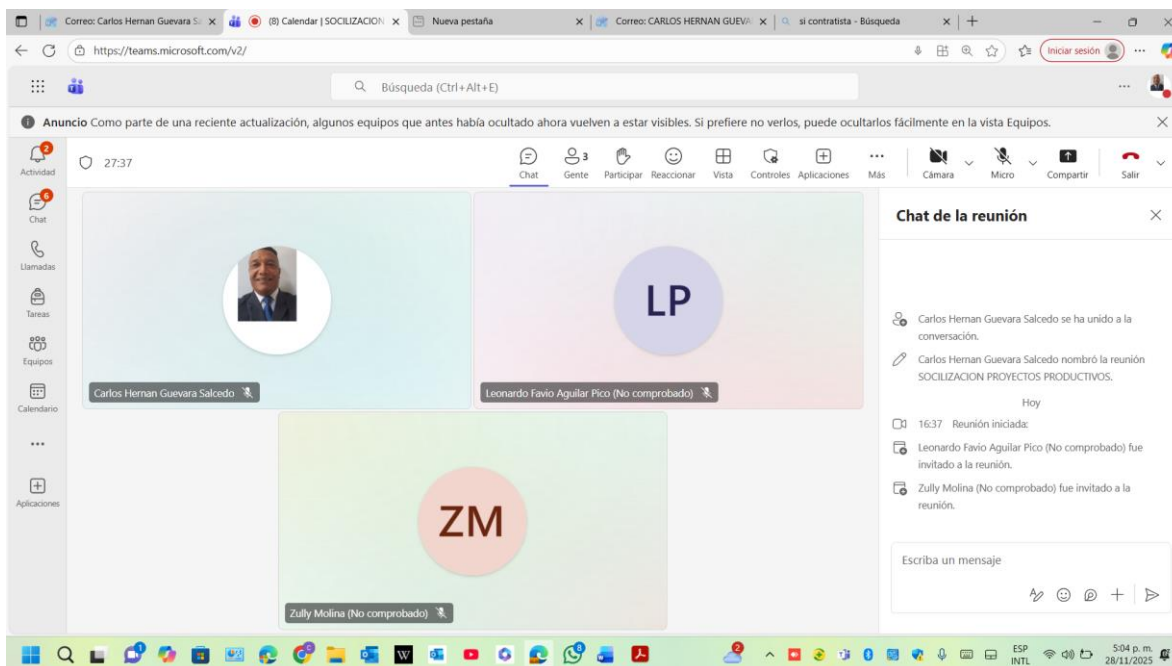 Correo: Carlos Hernan Guevara Sa
(8) Calendar | SOCILIZACION
Nueva pestaña
Correo: CARLOS HERNAN GUEVA
si contratista - Búsqueda
https://teams.microsoft.com/v2/
Iniciar sesión
Búsqueda (Ctrl+Alt+E)
Anuncio Como parte de una reciente actualización, algunos equipos que antes había ocultado ahora vuelven a estar visibles. Si prefiere no verlos, puede ocultarlos fácilmente en la vista Equipos.
2
Actividad
27:37
Chat
3
Gente
Participar
Reaccionar
Vista
Controles
Aplicaciones
Más
Cámara
Micro
Compartir
Salir
6
Chat
Llamadas
Tareas
Equipos
Calendario
Aplicaciones
Carlos Hernan Guevara Salcedo
LP
Leonardo Favio Aguilar Pico (No comprobado)
ZM
Zully Molina (No comprobado)
Chat de la reunión
Carlos Hernan Guevara Salcedo se ha unido a la
conversación.
Carlos Hernan Guevara Salcedo nombró la reunión
SOCILIZACION PROYECTOS PRODUCTIVOS.
Hoy
16:37 Reunión iniciada:
Leonardo Favio Aguilar Pico (No comprobado) fue
invitado a la reunión.
Zully Molina (No comprobado) fue invitado a la
reunión.
Escriba un mensaje
W
8
2
ESP
INTL
5:04 p. m.
28/11/2025